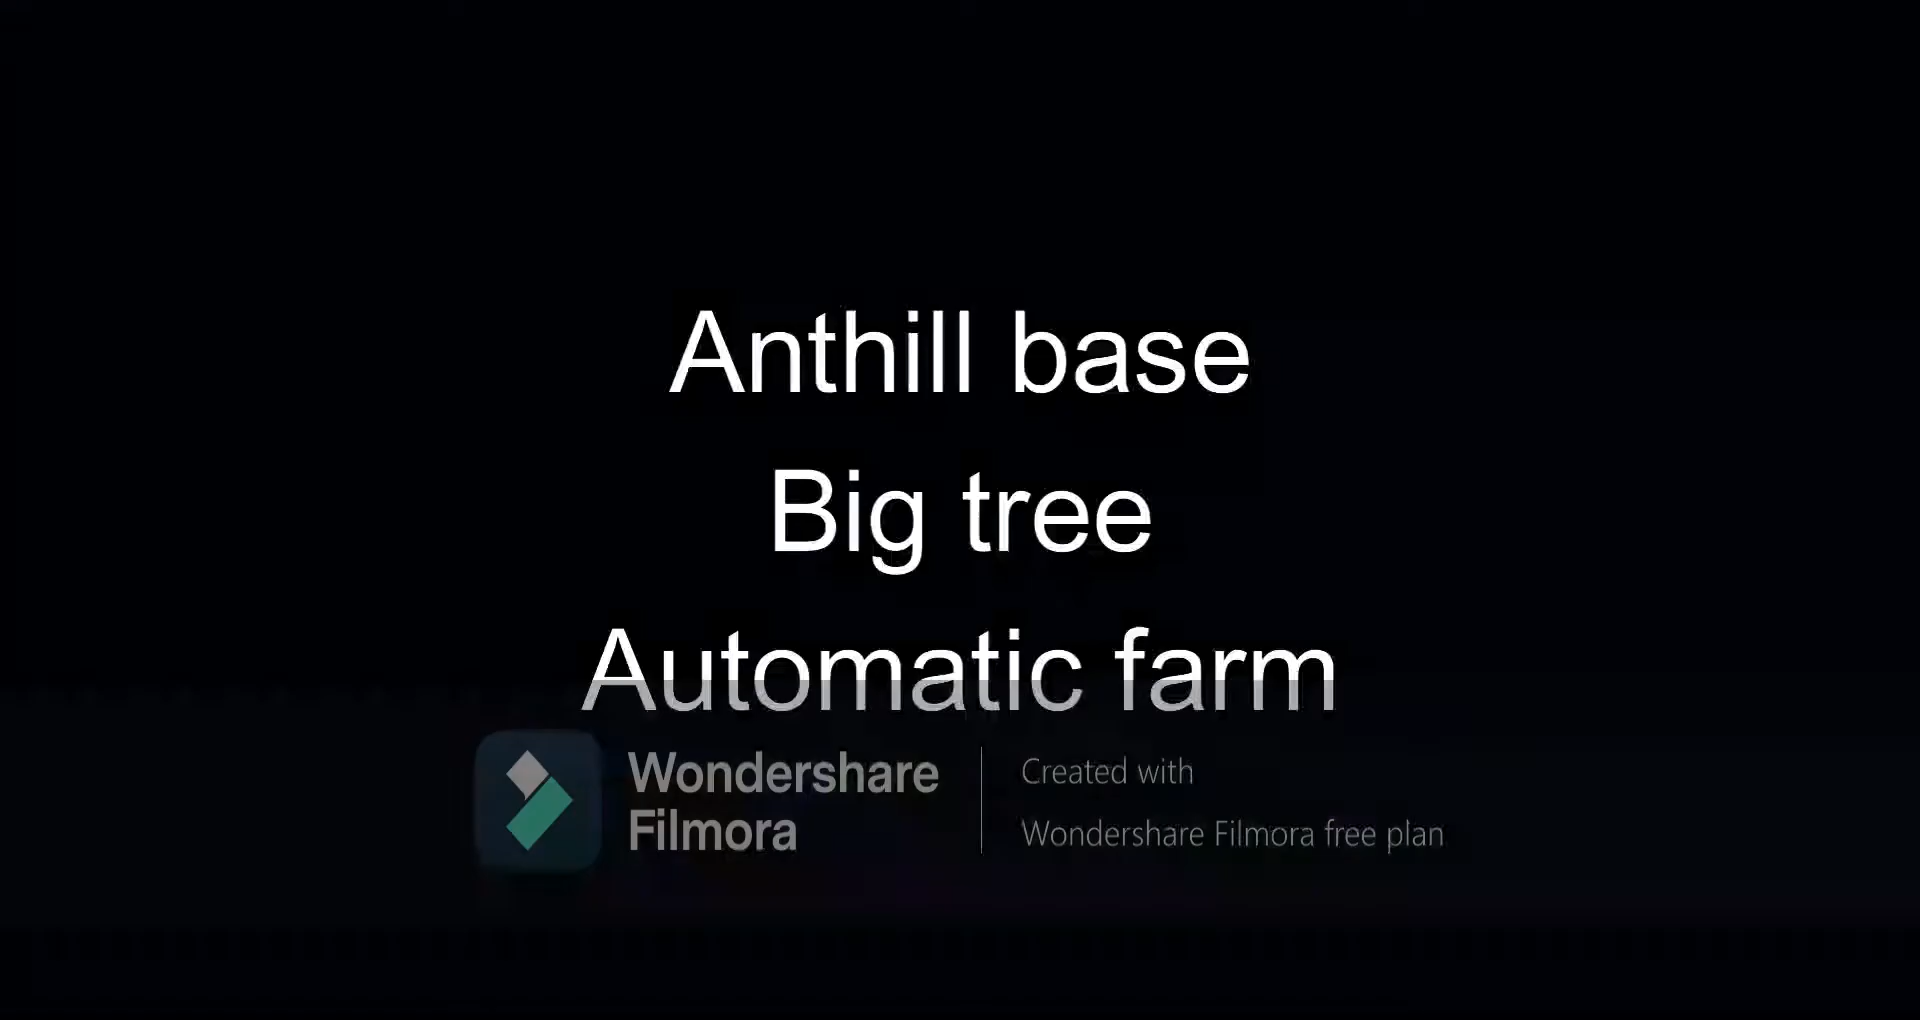 Anthill base
Big tree
Automatic farm
Wondershare
Filmora
Created with
Wondershare Filmora free plan